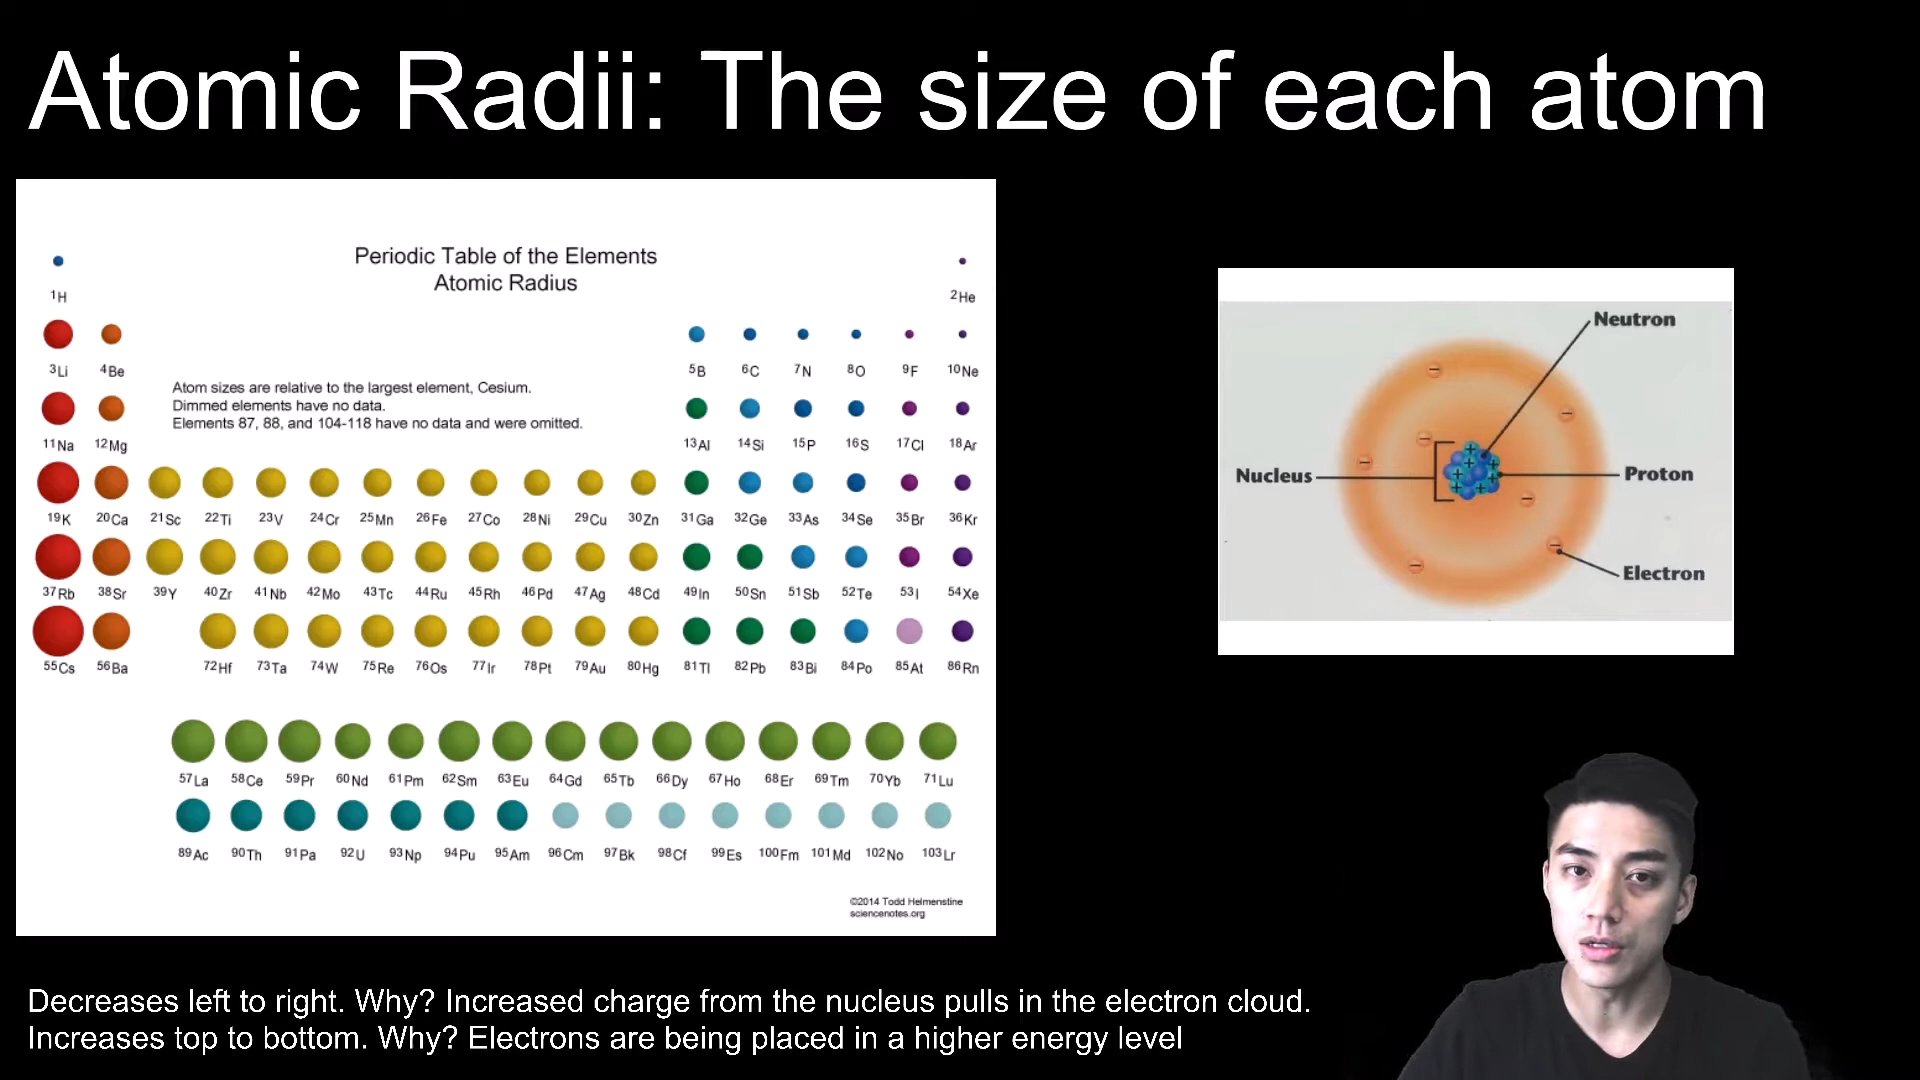 Atomic Radii: The size of each atom
Periodic Table of the Elements
Atomic Radius
1H 2He
3Li 4Be 5B 6C 7N 8O 9F 10Ne
Atom sizes are relative to the largest element, Cesium.
Dimmed elements have no data.
Elements 87, 88, and 104-118 have no data and were omitted.
11Na 12Mg 13Al 14Si 15P 16S 17Cl 18Ar
19K 20Ca 21Sc 22Ti 23V 24Cr 25Mn 26Fe 27Co 28Ni 29Cu 30Zn 31Ga 32Ge 33As 34Se 35Br 36Kr
37Rb 38Sr 39Y 40Zr 41Nb 42Mo 43Tc 44Ru 45Rh 46Pd 47Ag 48Cd 49In 50Sn 51Sb 52Te 53I 54Xe
55Cs 56Ba 72Hf 73Ta 74W 75Re 76Os 77Ir 78Pt 79Au 80Hg 81Tl 82Pb 83Bi 84Po 85At 86Rn
57La 58Ce 59Pr 60Nd 61Pm 62Sm 63Eu 64Gd 65Tb 66Dy 67Ho 68Er 69Tm 70Yb 71Lu
89Ac 90Th 91Pa 92U 93Np 94Pu 95Am 96Cm 97Bk 98Cf 99Es 100Fm 101Md 102No 103Lr
©2014 Todd Helmenstine
sciencenotes.org
Neutron
Nucleus
Proton
Electron
Decreases left to right. Why? Increased charge from the nucleus pulls in the electron cloud.
Increases top to bottom. Why? Electrons are being placed in a higher energy level